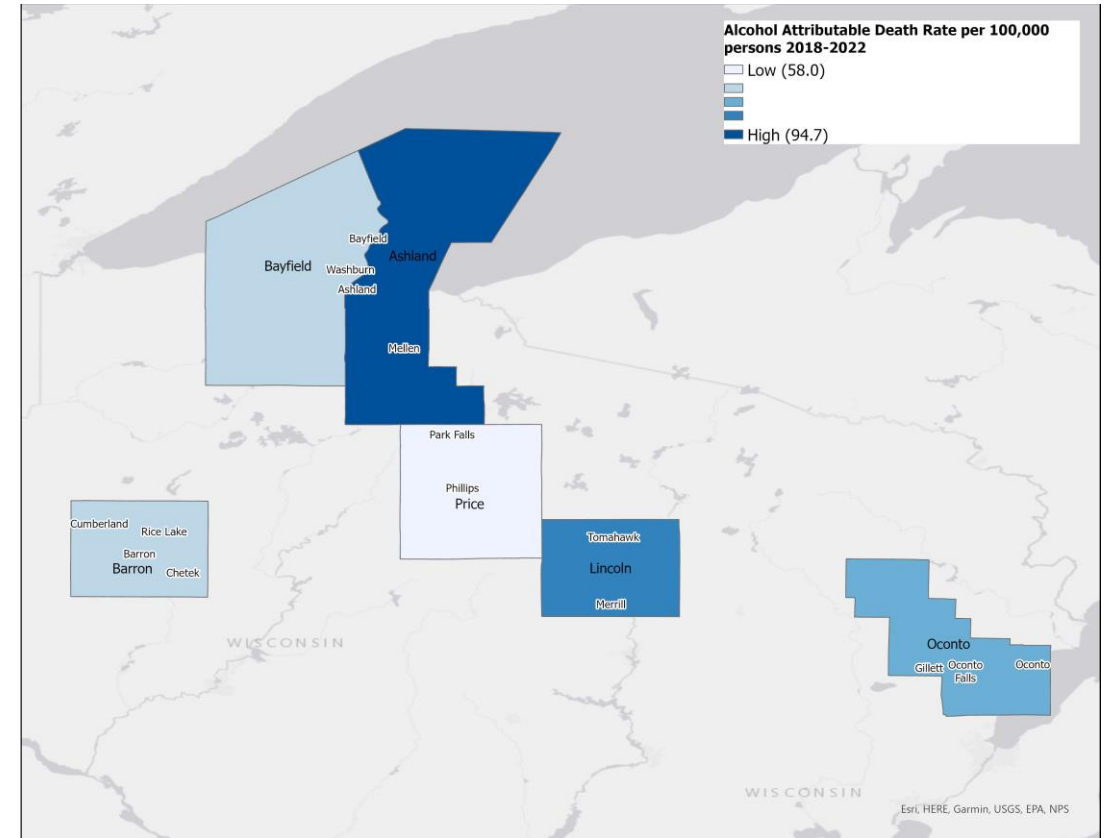 Alcohol Attributable Death Rate per 100,000
persons 2018-2022
Low (58.0)
High (94.7)
Bayfield
Ashland
Bayfield
Washburn
Ashland
Mellen
Park Falls
Phillips
Price
Cumberland
Rice Lake
Barron
Barron
Chetek
Tomahawk
Lincoln
Merrill
Oconto
Gillett
Oconto
Falls
Oconto
WISCONSIN
WISCONSIN
Esri, HERE, Garmin, USGS, EPA, NPS